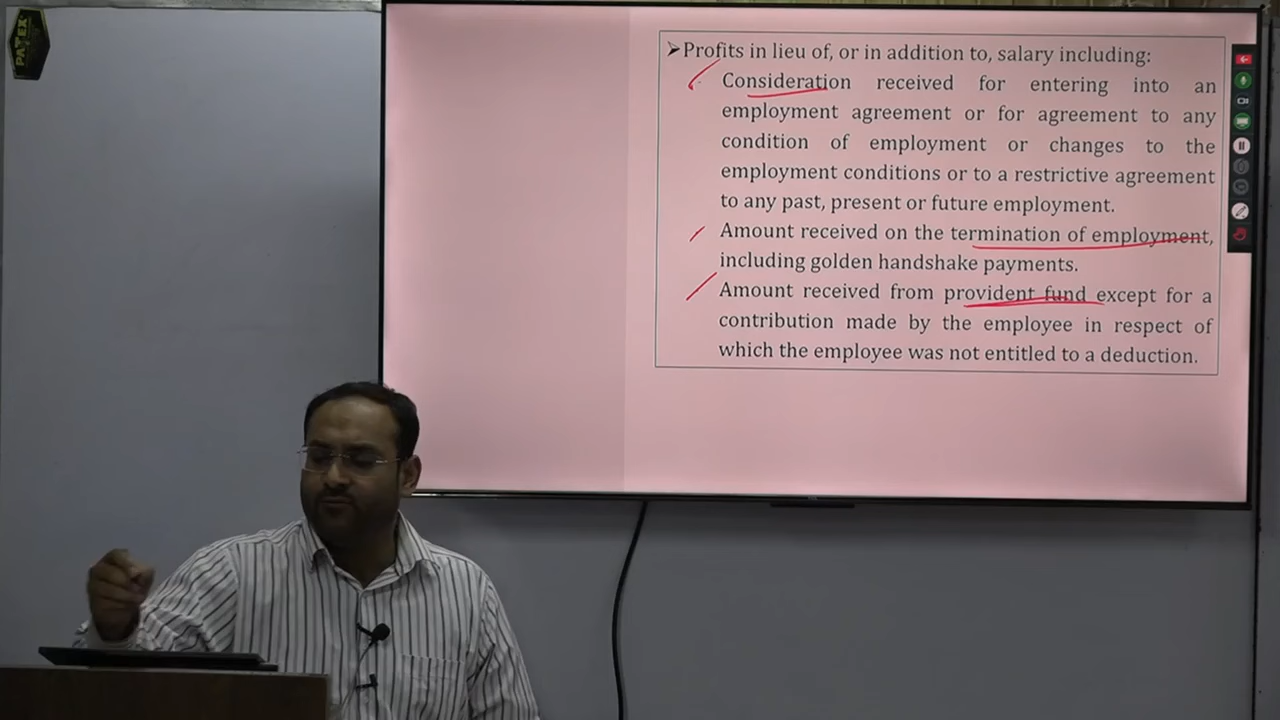 PATEX
➤Profits in lieu of, or in addition to, salary including:
Consideration received for entering into an
employment agreement or for agreement to any
condition of employment or changes to the
employment conditions or to a restrictive agreement
to any past, present or future employment.
Amount received on the termination of employment,
including golden handshake payments.
Amount received from provident fund except for a
contribution made by the employee in respect of
which the employee was not entitled to a deduction.